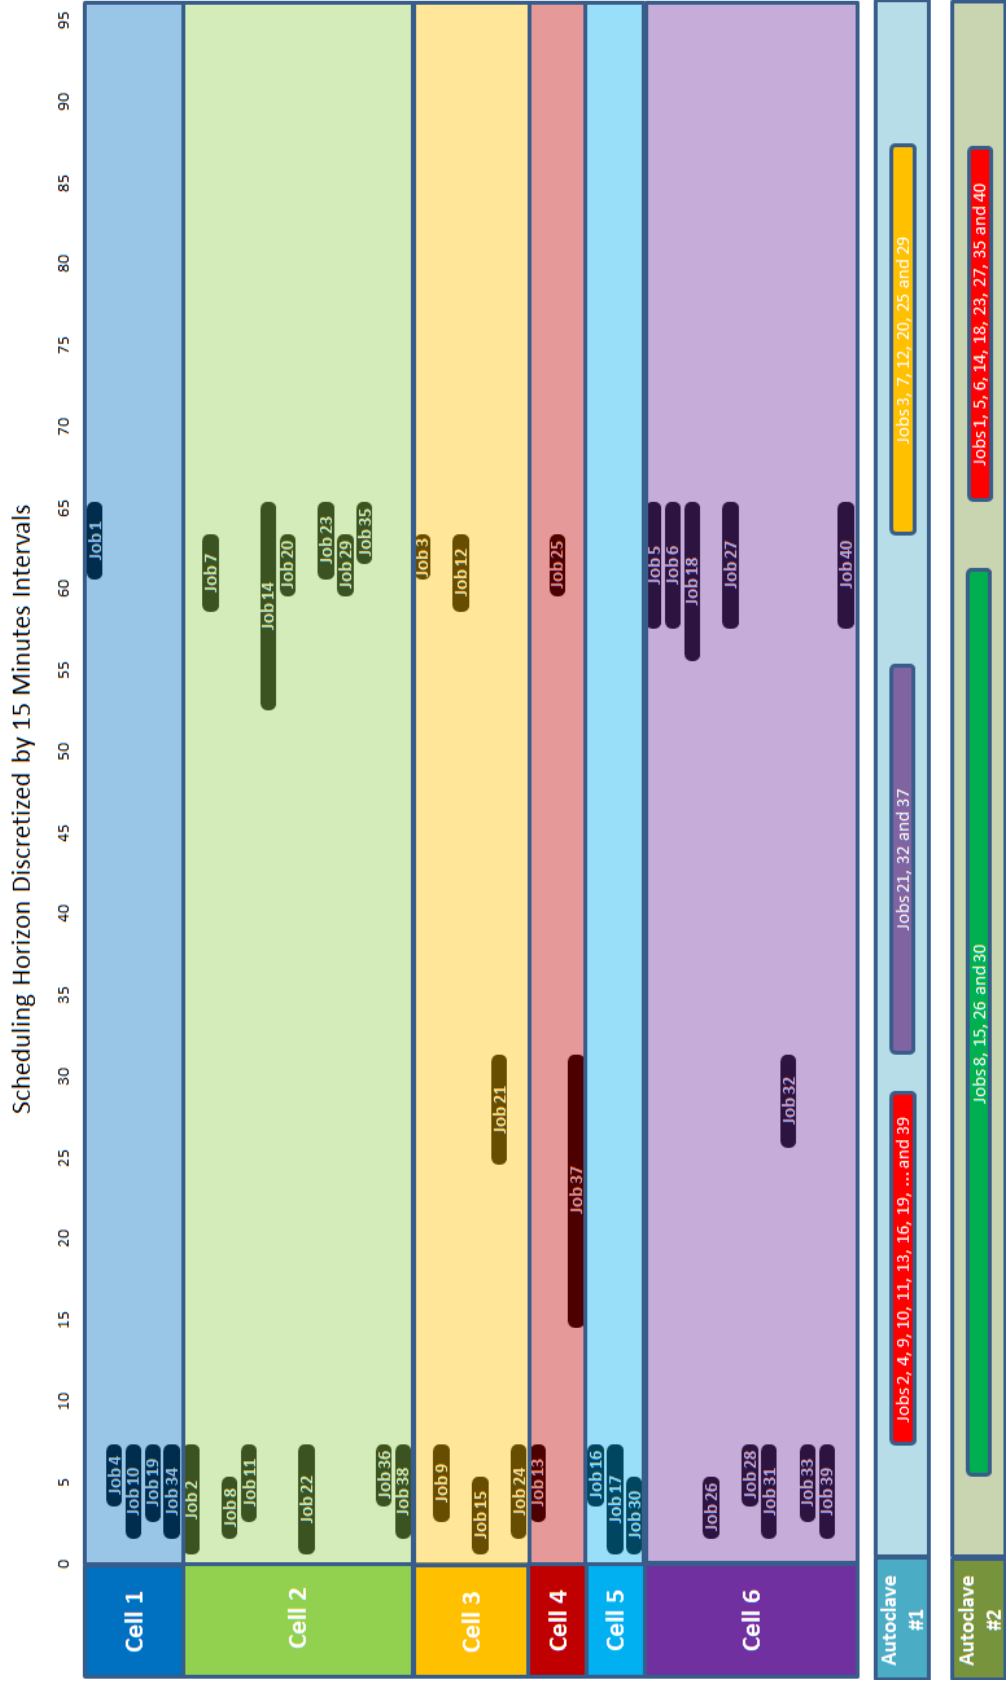 Scheduling Horizon Discretized by 15 Minutes Intervals
0 5 10 15 20 25 30 35 40 45 50 55 60 65 70 75 80 85 90 95
Cell 1
Job 1
Job 4
Job 10
Job 19
Job 34
Cell 2
Job 2
Job 7
Job 8
Job 11
Job 14
Job 20
Job 22
Job 23
Job 29
Job 35
Job 36
Job 38
Cell 3
Job 3
Job 9
Job 12
Job 15
Job 21
Job 24
Cell 4
Job 13
Job 25
Job 37
Cell 5
Job 16
Job 17
Job 30
Cell 6
Job 5
Job 6
Job 18
Job 26
Job 27
Job 28
Job 31
Job 32
Job 33
Job 39
Job 40
Autoclave
#1
Jobs 2, 4, 9, 10, 11, 13, 16, 19, ... and 39
Jobs 21, 32 and 37
Jobs 3, 7, 12, 20, 25 and 29
Autoclave
#2
Jobs 8, 15, 26 and 30
Jobs 1, 5, 6, 14, 18, 23, 27, 35 and 40